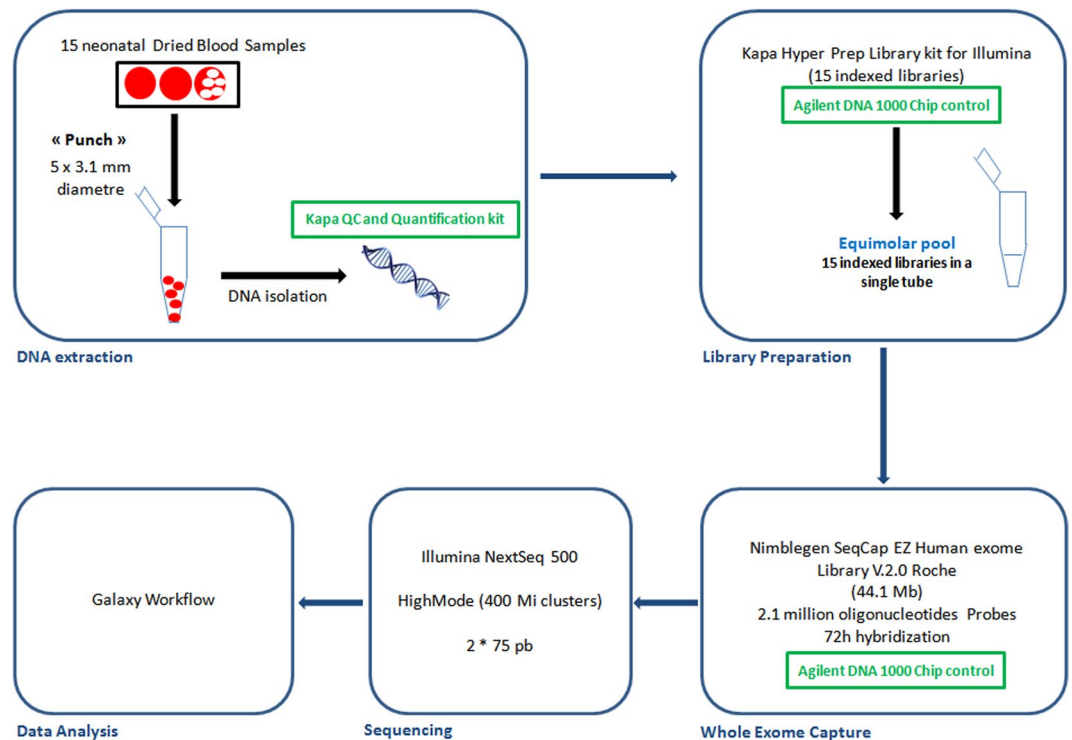 15 neonatal Dried Blood Samples
« Punch »
5 x 3.1 mm
diametre
Kapa QC and Quantification kit
DNA isolation
DNA extraction
Kapa Hyper Prep Library kit for Illumina
(15 indexed libraries)
Agilent DNA 1000 Chip control
Equimolar pool
15 indexed libraries in a
single tube
Library Preparation
Nimblegen SeqCap EZ Human exome
Library V.2.0 Roche
(44.1 Mb)
2.1 million oligonucleotides Probes
72h hybridization
Agilent DNA 1000 Chip control
Whole Exome Capture
Illumina NextSeq 500
HighMode (400 Mi clusters)
2 * 75 pb
Sequencing
Galaxy Workflow
Data Analysis